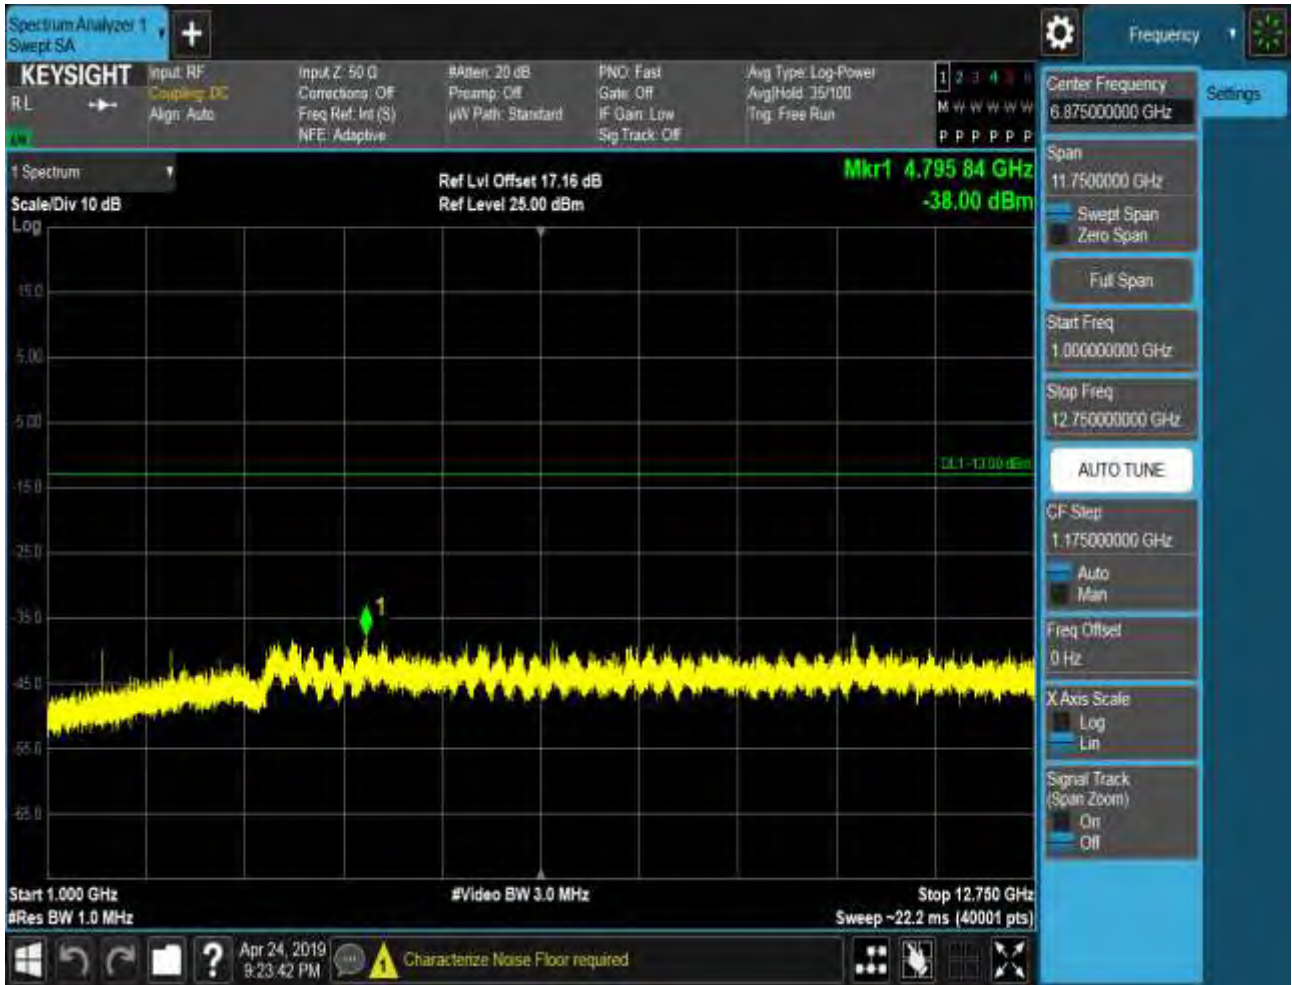 Spectrum Analyzer 1
Swept SA
+
Frequency
KEYSIGHT
RL
Input: RF
Coupling: DC
Align: Auto
Input Z: 50 Ω
Corrections: Off
Freq Ref: Int (S)
NFE: Adaptive
#Atten: 20 dB
Preamp: Off
µW Path: Standard
PNO: Fast
Gate: Off
IF Gain: Low
Sig Track: Off
Avg Type: Log-Power
Avg|Hold: 35/100
Trig: Free Run
1 2 3 4 5 6
M W W W W W
P P P P P P
Settings
1 Spectrum
Scale/Div 10 dB
Log
Ref Lvl Offset 17.16 dB
Ref Level 25.00 dBm
Mkr1 4.795 84 GHz
-38.00 dBm
15.0
5.00
-5.00
DL1 -13.00 dBm
-15.0
-25.0
-35.0
1
-45.0
-55.0
-65.0
Start 1.000 GHz
#Res BW 1.0 MHz
#Video BW 3.0 MHz
Stop 12.750 GHz
Sweep ~22.2 ms (40001 pts)
Center Frequency
6.875000000 GHz
Span
11.7500000 GHz
Swept Span
Zero Span
Full Span
Start Freq
1.000000000 GHz
Stop Freq
12.750000000 GHz
AUTO TUNE
CF Step
1.175000000 GHz
Auto
Man
Freq Offset
0 Hz
X Axis Scale
Log
Lin
Signal Track
(Span Zoom)
On
Off
?
Apr 24, 2019
9:23:42 PM
1
Characterize Noise Floor required